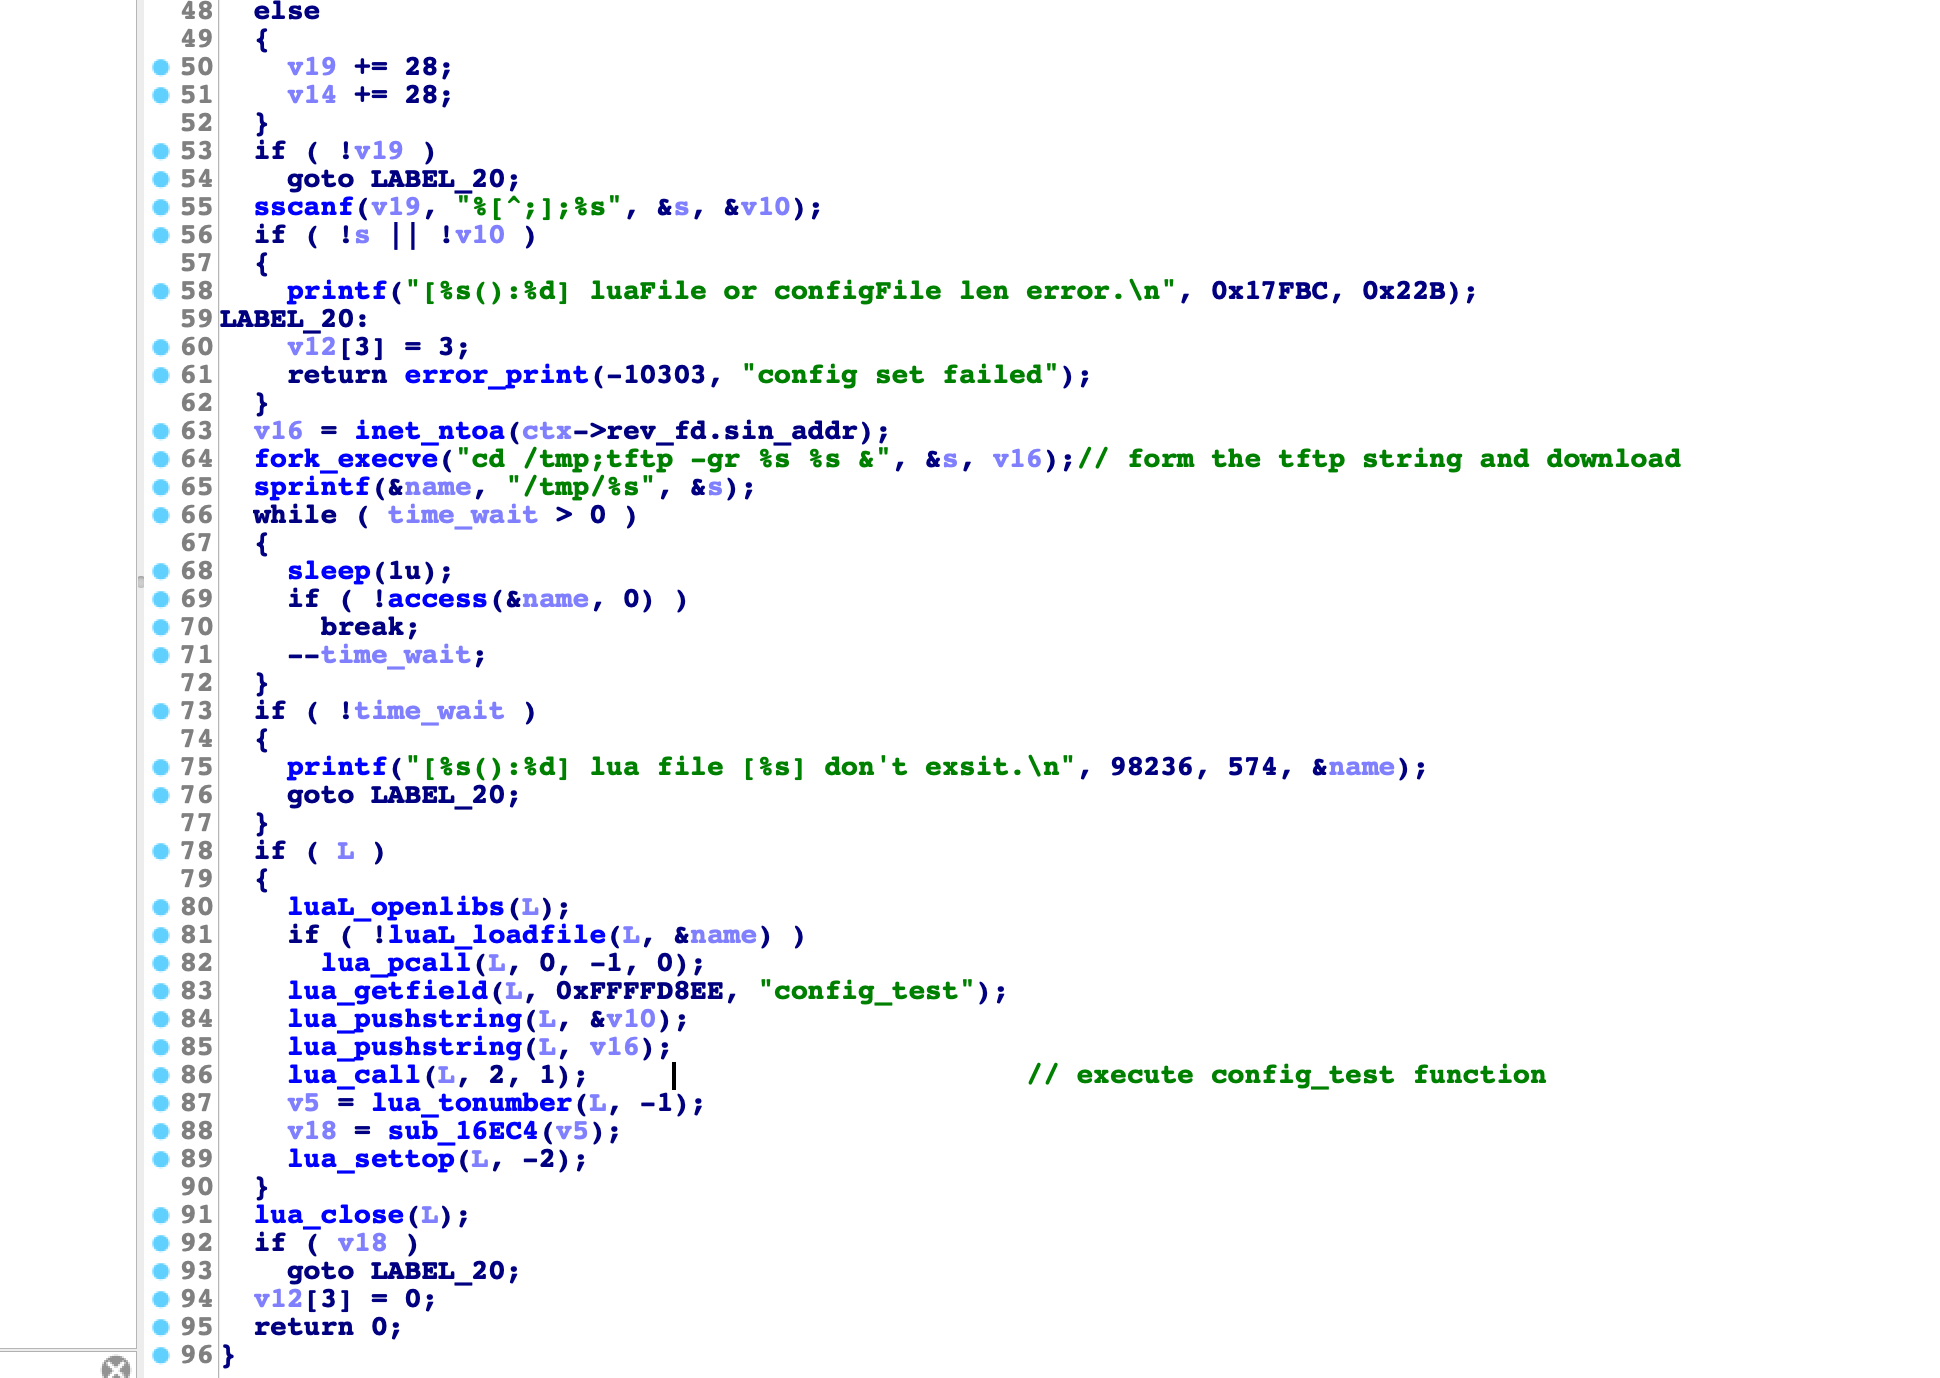 48 else
49 {
50 v19 += 28;
51 v14 += 28;
52 }
53 if ( !v19 )
54 goto LABEL_20;
55 sscanf(v19, "%[^;];%s", &s, &v10);
56 if ( !s || !v10 )
57 {
58 printf("[%s():%d] luaFile or configFile len error.\n", 0x17FBC, 0x22B);
59 LABEL_20:
60 v12[3] = 3;
61 return error_print(-10303, "config set failed");
62 }
63 v16 = inet_ntoa(ctx->rev_fd.sin_addr);
64 fork_execve("cd /tmp;tftp -gr %s %s &", &s, v16);// form the tftp string and download
65 sprintf(&name, "/tmp/%s", &s);
66 while ( time_wait > 0 )
67 {
68 sleep(1u);
69 if ( !access(&name, 0) )
70 break;
71 --time_wait;
72 }
73 if ( !time_wait )
74 {
75 printf("[%s():%d] lua file [%s] don't exsit.\n", 98236, 574, &name);
76 goto LABEL_20;
77 }
78 if ( L )
79 {
80 luaL_openlibs(L);
81 if ( !luaL_loadfile(L, &name) )
82 lua_pcall(L, 0, -1, 0);
83 lua_getfield(L, 0xFFFFD8EE, "config_test");
84 lua_pushstring(L, &v10);
85 lua_pushstring(L, v16);
86 lua_call(L, 2, 1); // execute config_test function
87 v5 = lua_tonumber(L, -1);
88 v18 = sub_16EC4(v5);
89 lua_settop(L, -2);
90 }
91 lua_close(L);
92 if ( v18 )
93 goto LABEL_20;
94 v12[3] = 0;
95 return 0;
96 }